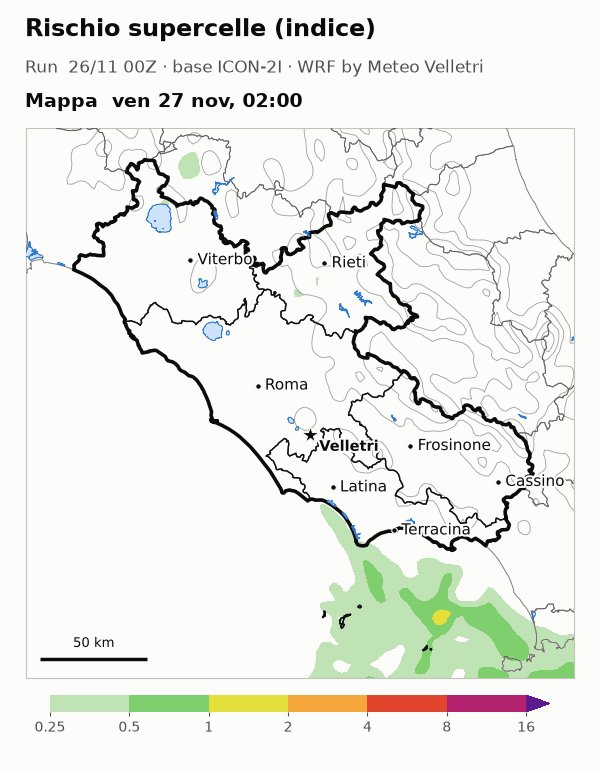 Rischio supercelle (indice)
Run 26/11 00Z · base ICON-2I · WRF by Meteo Velletri
Mappa ven 27 nov, 02:00
Viterbo
Rieti
Roma
Velletri
Frosinone
Cassino
Latina
Terracina
50 km
0.25 0.5 1 2 4 8 16